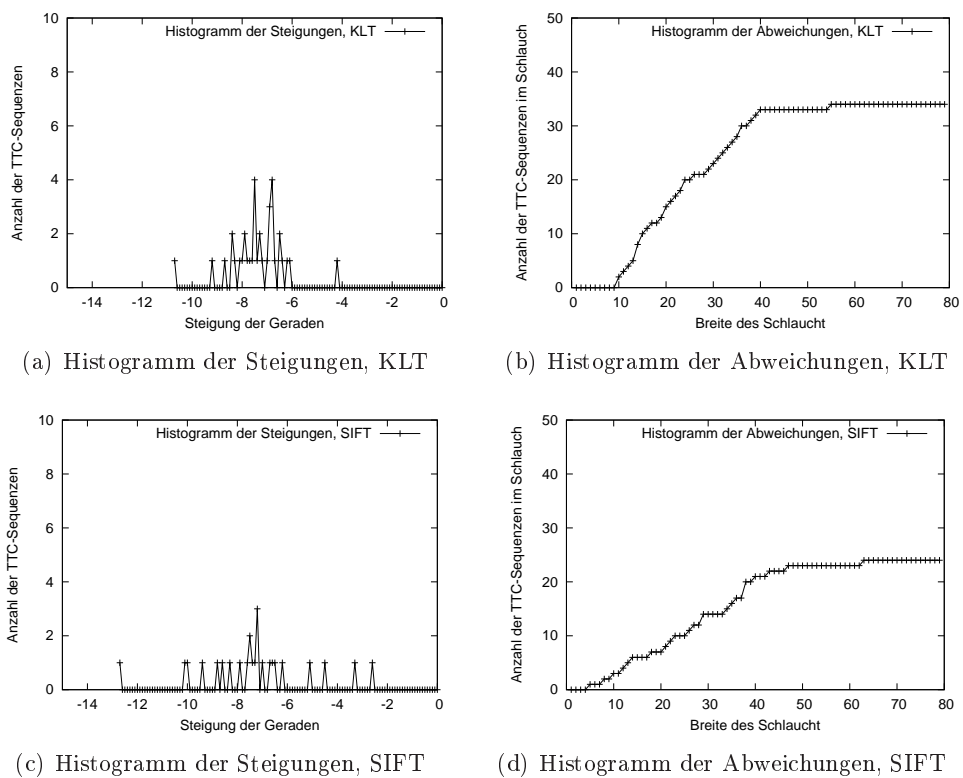 Histogramm der Steigungen, KLT
Anzahl der TTC-Sequenzen
10
8
6
4
2
0
-14 -12 -10 -8 -6 -4 -2 0
Steigung der Geraden
(a) Histogramm der Steigungen, KLT
Histogramm der Abweichungen, KLT
Anzahl der TTC-Sequenzen im Schlauch
50
40
30
20
10
0
0 10 20 30 40 50 60 70 80
Breite des Schlaucht
(b) Histogramm der Abweichungen, KLT
Histogramm der Steigungen, SIFT
Anzahl der TTC-Sequenzen
10
8
6
4
2
0
-14 -12 -10 -8 -6 -4 -2 0
Steigung der Geraden
(c) Histogramm der Steigungen, SIFT
Histogramm der Abweichungen, SIFT
Anzahl der TTC-Sequenzen im Schlauch
50
40
30
20
10
0
0 10 20 30 40 50 60 70 80
Breite des Schlaucht
(d) Histogramm der Abweichungen, SIFT